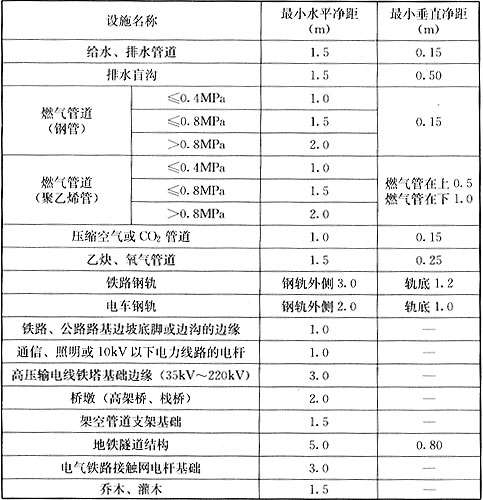 设施名称 最小水平净距（m） 最小垂直净距（m）
给水、排水管道 1.5 0.15
排水盲沟 1.5 0.50
燃气管道（钢管） ≤0.4MPa 1.0 0.15
≤0.8MPa 1.5
>0.8MPa 2.0
燃气管道（聚乙烯管） ≤0.4MPa 1.0 燃气管在上 0.5 燃气管在下 1.0
≤0.8MPa 1.5
>0.8MPa 2.0
压缩空气或CO₂管道 1.0 0.15
乙炔、氧气管道 1.5 0.25
铁路钢轨 钢轨外侧 3.0 轨底 1.2
电车钢轨 钢轨外侧 2.0 轨底 1.0
铁路、公路路基边坡底脚或边沟的边缘 1.0 —
通信、照明或10kV以下电力线路的电杆 1.0 —
高压输电线铁塔基础边缘（35kV～220kV） 3.0 —
桥墩（高架桥、栈桥） 2.0 —
架空管道支架基础 1.5 —
地铁隧道结构 5.0 0.80
电气铁路接触网电杆基础 3.0 —
乔木、灌木 1.5 —